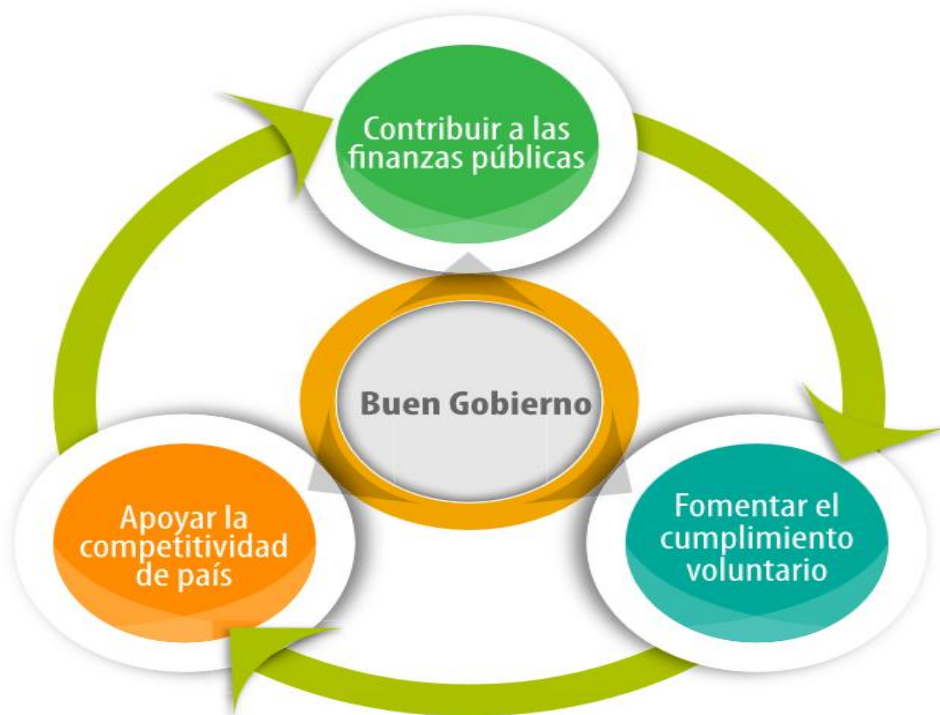 Contribuir a las
finanzas públicas
Buen Gobierno
Apoyar la
competitividad
de país
Fomentar el
cumplimiento
voluntario